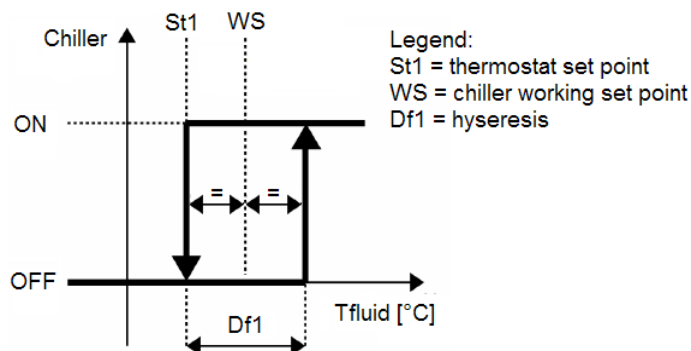 St1 WS
Chiller
Legend:
St1 = thermostat set point
WS = chiller working set point
Df1 = hyseresis
ON
= =
OFF
Tfluid [°C]
Df1